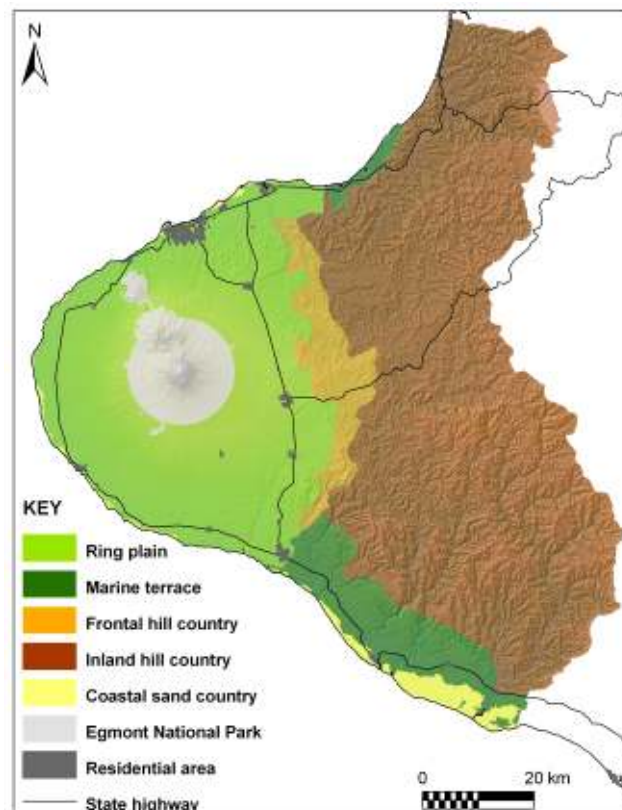 N
KEY
Ring plain
Marine terrace
Frontal hill country
Inland hill country
Coastal sand country
Egmont National Park
Residential area
State highway
0 20 km